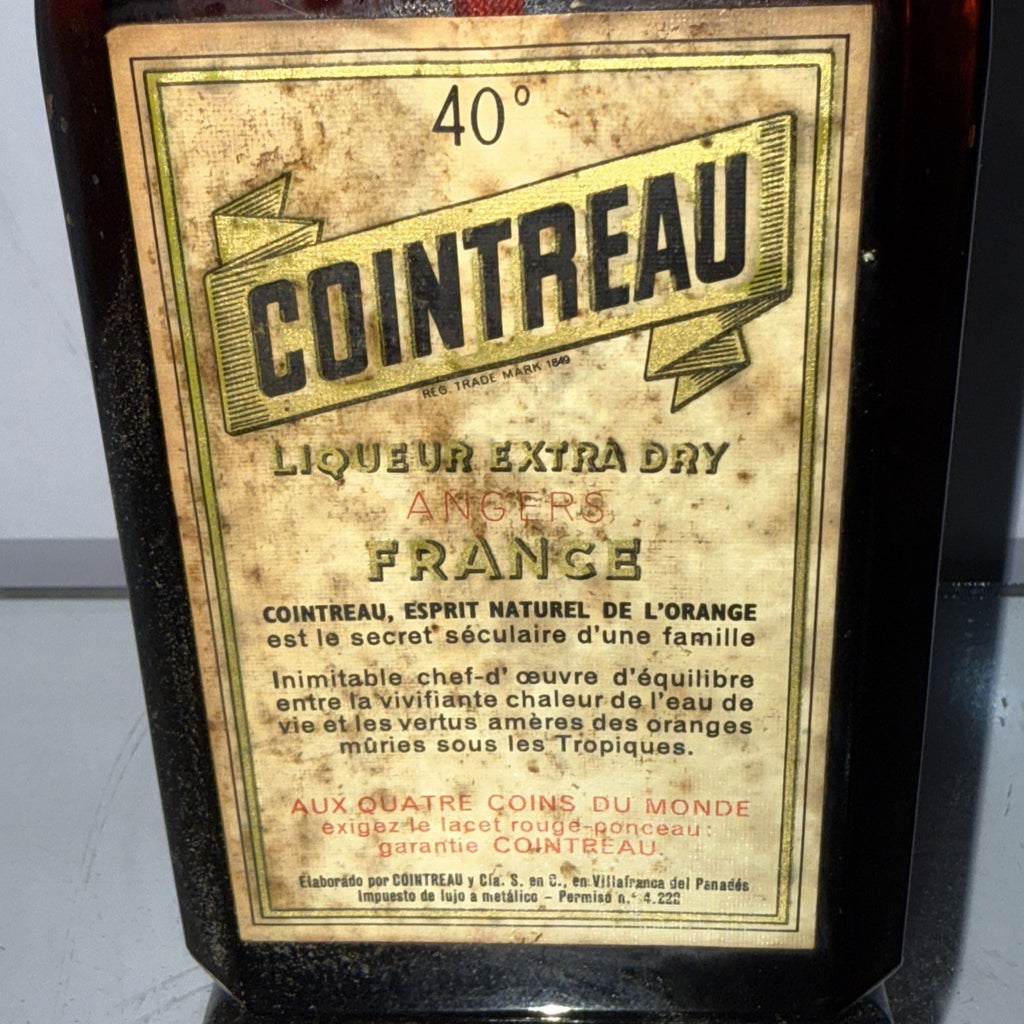 40°
COINTREAU
REG. TRADE MARK 1849
LIQUEUR EXTRA DRY
ANGERS
FRANCE
COINTREAU, ESPRIT NATUREL DE L'ORANGE
est le secret séculaire d'une famille
Inimitable chef-d' œuvre d'équilibre
entre la vivifiante chaleur de l'eau de
vie et les vertus amères des oranges
mûries sous les Tropiques.
AUX QUATRE COINS DU MONDE
exigez le lacet rouge-ponceau:
garantie COINTREAU.
Elaborado por COINTREAU y Cía. S. en C., en Villafranca del Panadés
Impuesto de lujo a metálico - Permiso n.° 4.222